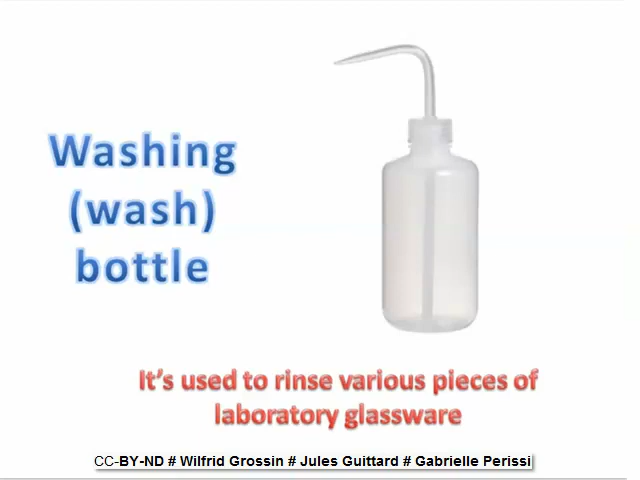 Washing
(wash)
bottle
It's used to rinse various pieces of
laboratory glassware
CC-BY-ND # Wilfrid Grossin # Jules Guittard # Gabrielle Perissi